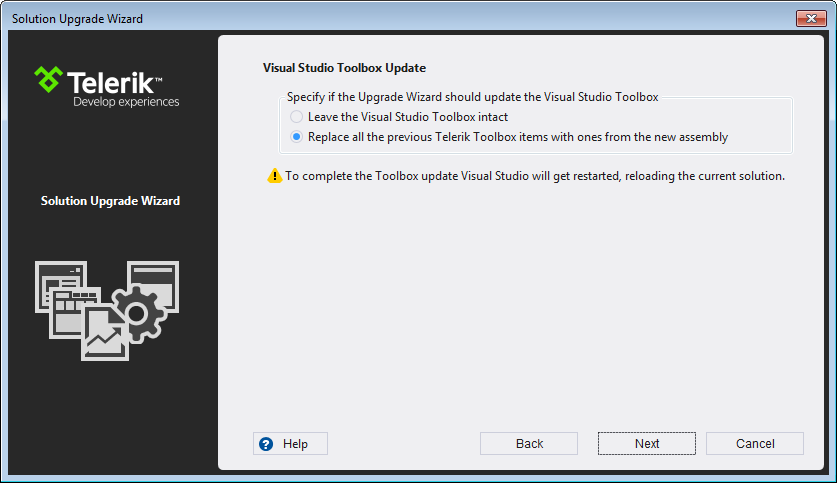 Solution Upgrade Wizard
Telerik™
Develop experiences
Solution Upgrade Wizard
Visual Studio Toolbox Update
Specify if the Upgrade Wizard should update the Visual Studio Toolbox
Leave the Visual Studio Toolbox intact
Replace all the previous Telerik Toolbox items with ones from the new assembly
To complete the Toolbox update Visual Studio will get restarted, reloading the current solution.
? Help
Back
Next
Cancel